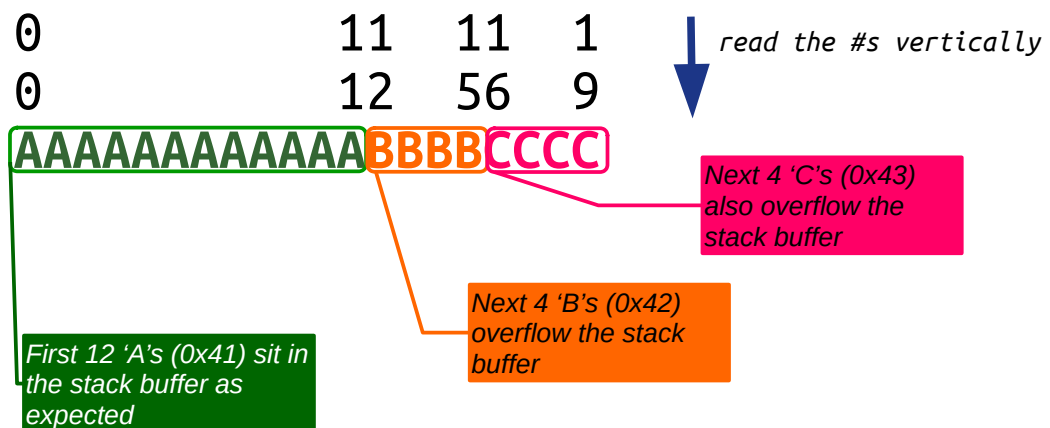 0 11 11 1 read the #s vertically
0 12 56 9
AAAAAAAAAAAABBBBCCCC
Next 4 ‘C’s (0x43)
also overflow the
stack buffer
Next 4 ‘B’s (0x42)
overflow the stack
buffer
First 12 ‘A’s (0x41) sit in
the stack buffer as
expected